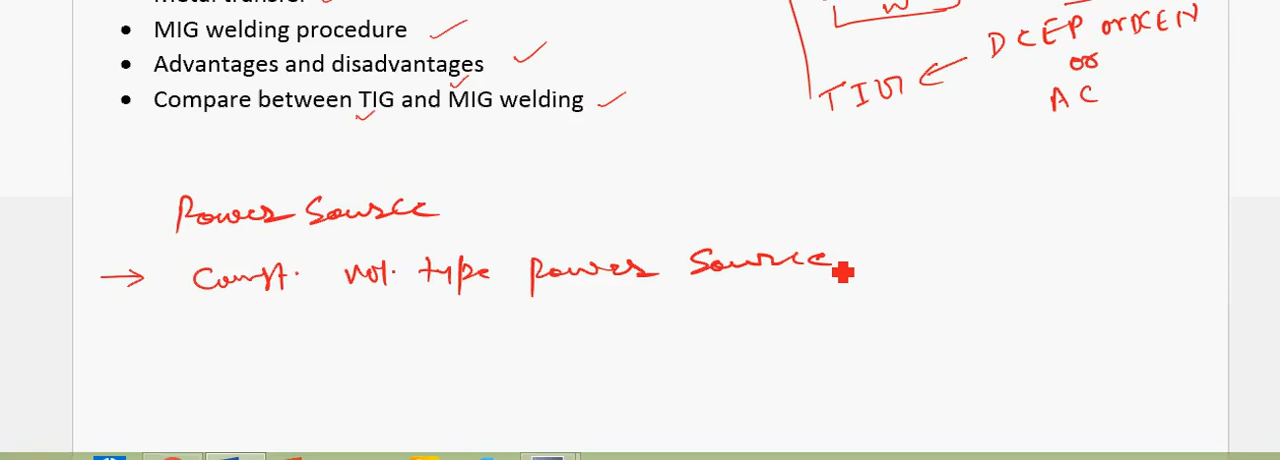 • MIG welding procedure
• Advantages and disadvantages
• Compare between TIG and MIG welding
W
DCEP or DCEN
or
AC
TIG ←
Power Source
→ Const. vol. type power source